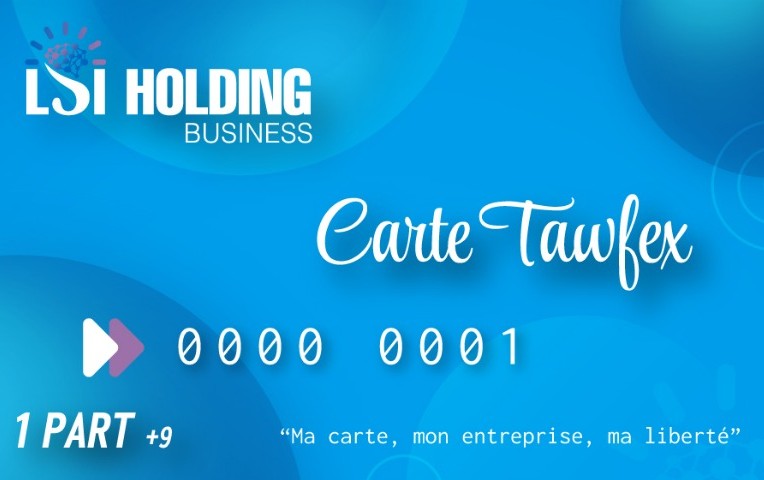 LSI HOLDING
BUSINESS
Carte Tawfex
0000 0001
1 PART +9
“Ma carte, mon entreprise, ma liberté”